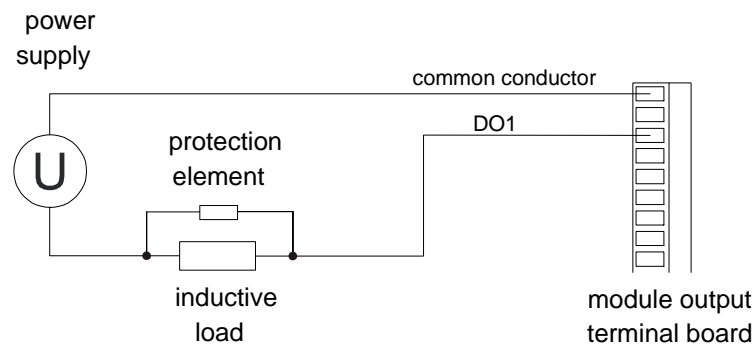 power
supply
common conductor
DO1
protection
element
U
inductive
load
module output
terminal board